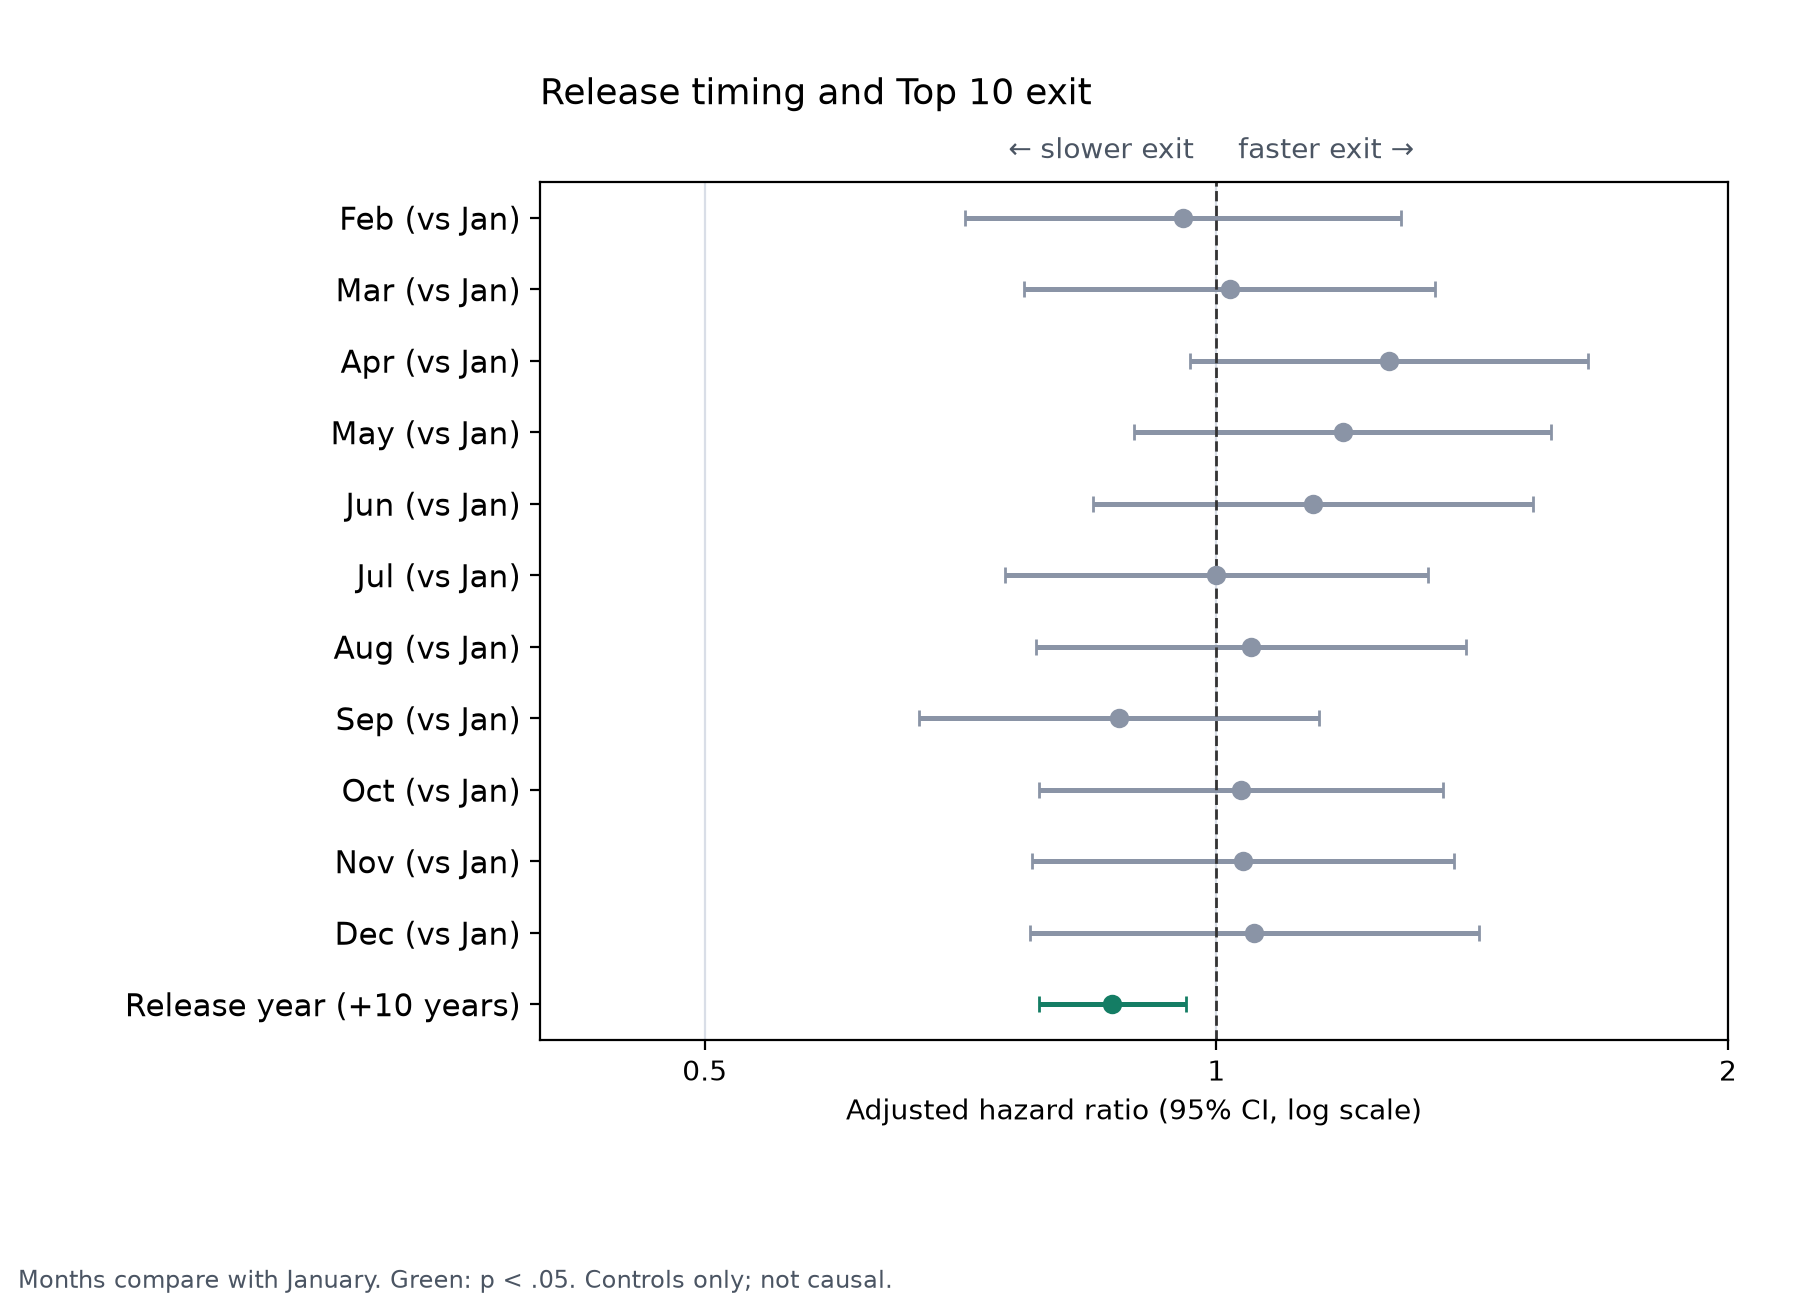 Release timing and Top 10 exit
← slower exit faster exit →
Feb (vs Jan)
Mar (vs Jan)
Apr (vs Jan)
May (vs Jan)
Jun (vs Jan)
Jul (vs Jan)
Aug (vs Jan)
Sep (vs Jan)
Oct (vs Jan)
Nov (vs Jan)
Dec (vs Jan)
Release year (+10 years)
0.5 1 2
Adjusted hazard ratio (95% CI, log scale)
Months compare with January. Green: p < .05. Controls only; not causal.